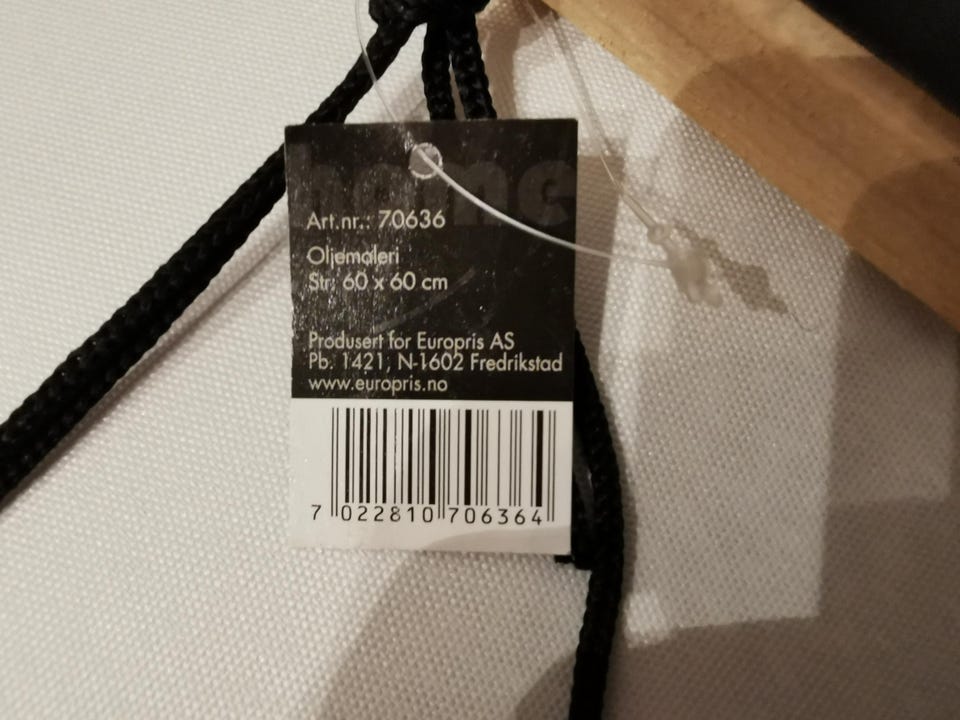 home
Art.nr.: 70636
Oljemaleri
Str: 60 x 60 cm
Produsert for Europris AS
Pb. 1421, N-1602 Fredrikstad
www.europris.no
7 022810 706364